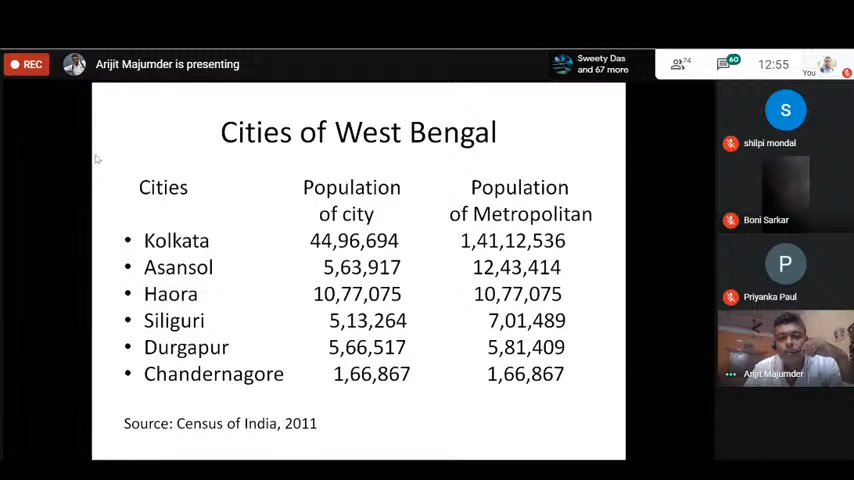 REC
Arijit Majumder is presenting
Sweety Das
and 67 more
74
60
12:55
You
Cities of West Bengal
Cities Population of city Population of Metropolitan
• Kolkata 44,96,694 1,41,12,536
• Asansol 5,63,917 12,43,414
• Haora 10,77,075 10,77,075
• Siliguri 5,13,264 7,01,489
• Durgapur 5,66,517 5,81,409
• Chandernagore 1,66,867 1,66,867
Source: Census of India, 2011
S
shilpi mondal
Boni Sarkar
P
Priyanka Paul
Arijit Majumder